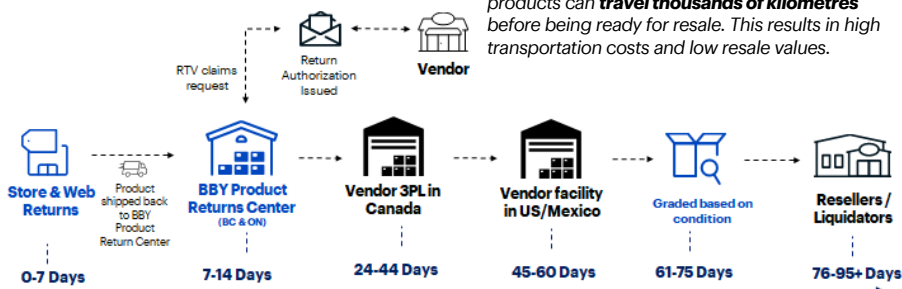 products can travel thousands of kilometres
before being ready for resale. This results in high
transportation costs and low resale values.
RTV claims
request
Return
Authorization
Issued
Vendor
Store & Web
Returns
Product
shipped back
to BBY
Product
Return Center
BBY Product
Returns Center
(BC & ON)
Vendor 3PL in
Canada
Vendor facility
in US/Mexico
Graded based on
condition
Resellers /
Liquidators
0-7 Days
7-14 Days
24-44 Days
45-60 Days
61-75 Days
76-95+ Days